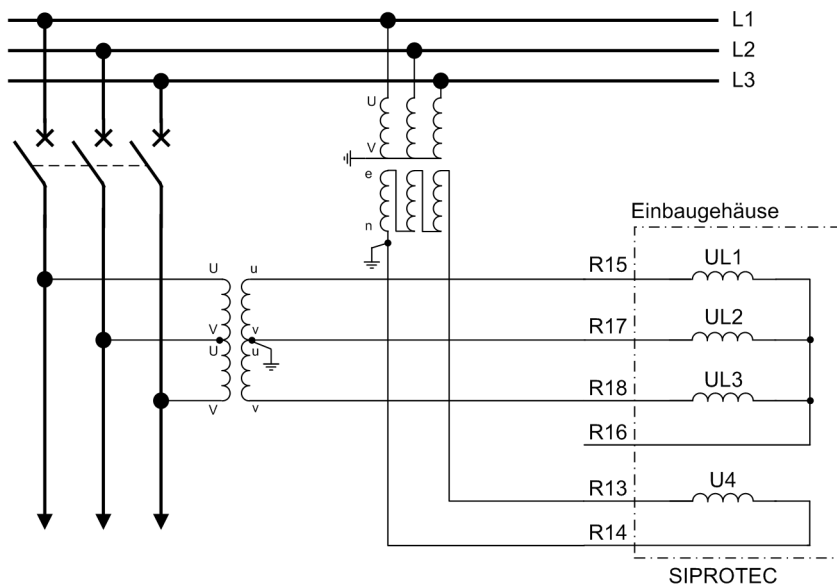 L1
L2
L3
U
V
e
n
Einbaugehäuse
U
u
R15
UL1
V
v
R17
UL2
U
u
V
v
R18
UL3
R16
R13
U4
R14
SIPROTEC